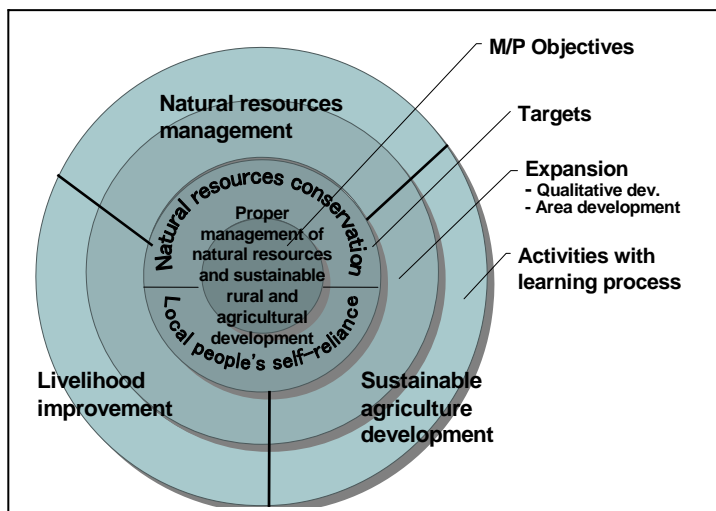 M/P Objectives
Natural resources
management
Targets
Expansion
- Qualitative dev.
- Area development
Natural resources conservation
Proper
management of
natural resources
and sustainable
rural and
agricultural
development
Activities with
learning process
Local people's self-reliance
Livelihood
improvement
Sustainable
agriculture
development